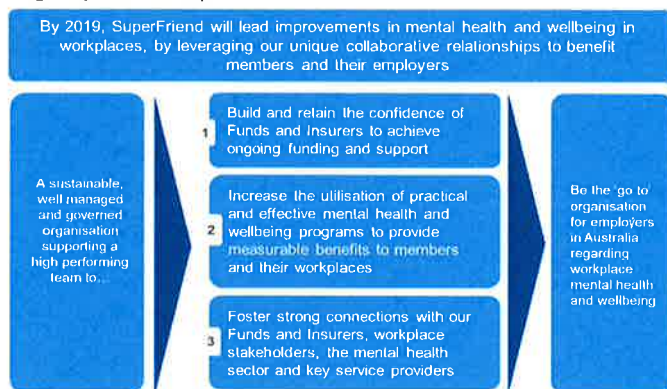 By 2019, SuperFriend will lead improvements in mental health and wellbeing in
workplaces, by leveraging our unique collaborative relationships to benefit
members and their employers
A sustainable,
well managed
and governed
organisation
supporting a
high performing
team to...
1
Build and retain the confidence of
Funds and Insurers to achieve
ongoing funding and support
2
Increase the utilisation of practical
and effective mental health and
wellbeing programs to provide
measurable benefits to members
and their workplaces
3
Foster strong connections with our
Funds and Insurers, workplace
stakeholders, the mental health
sector and key service providers
Be the 'go to'
organisation
for employers
in Australia
regarding
workplace
mental health
and wellbeing